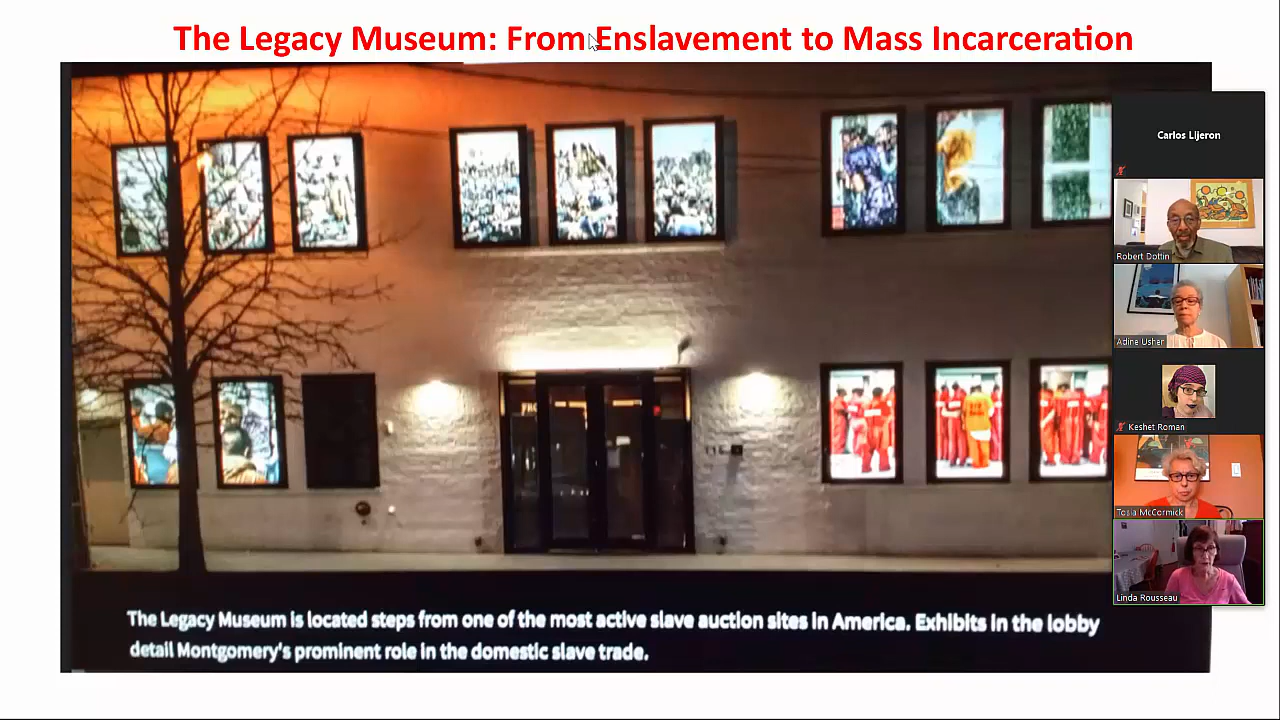 The Legacy Museum: From Enslavement to Mass Incarceration
Carlos Lijeron
Robert Dottin
Adine Usher
Keshet Roman
Tosia McCormick
Linda Rousseau
The Legacy Museum is located steps from one of the most active slave auction sites in America. Exhibits in the lobby
detail Montgomery's prominent role in the domestic slave trade.